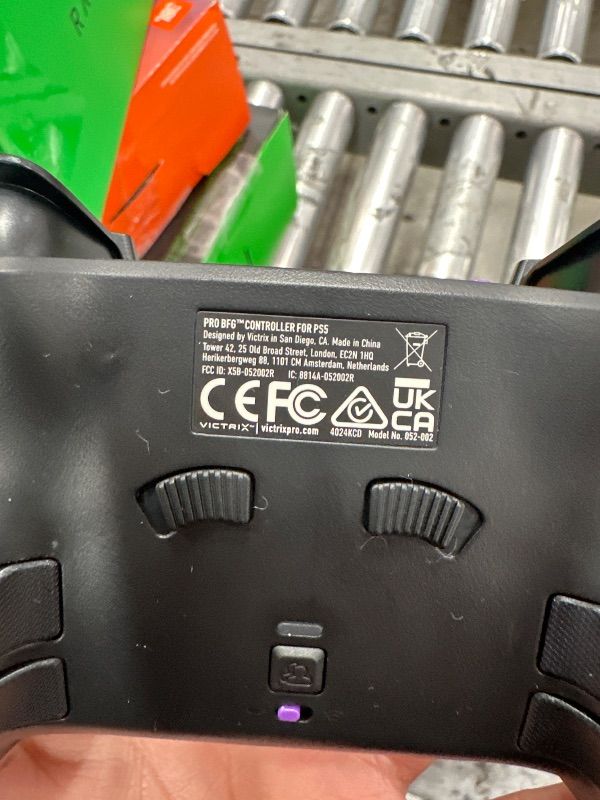 PRO BFG™ CONTROLLER FOR PS5
Designed by Victrix in San Diego, CA. Made in China
Tower 42, 25 Old Broad Street, London, EC2N 1HQ
Herikerbergweg 88, 1101 CM Amsterdam, Netherlands
FCC ID: X5B-052002R IC: 8814A-052002R
CE FC UK CA
VICTRIX™ | victrixpro.com 4024KCD Model No. 052-002